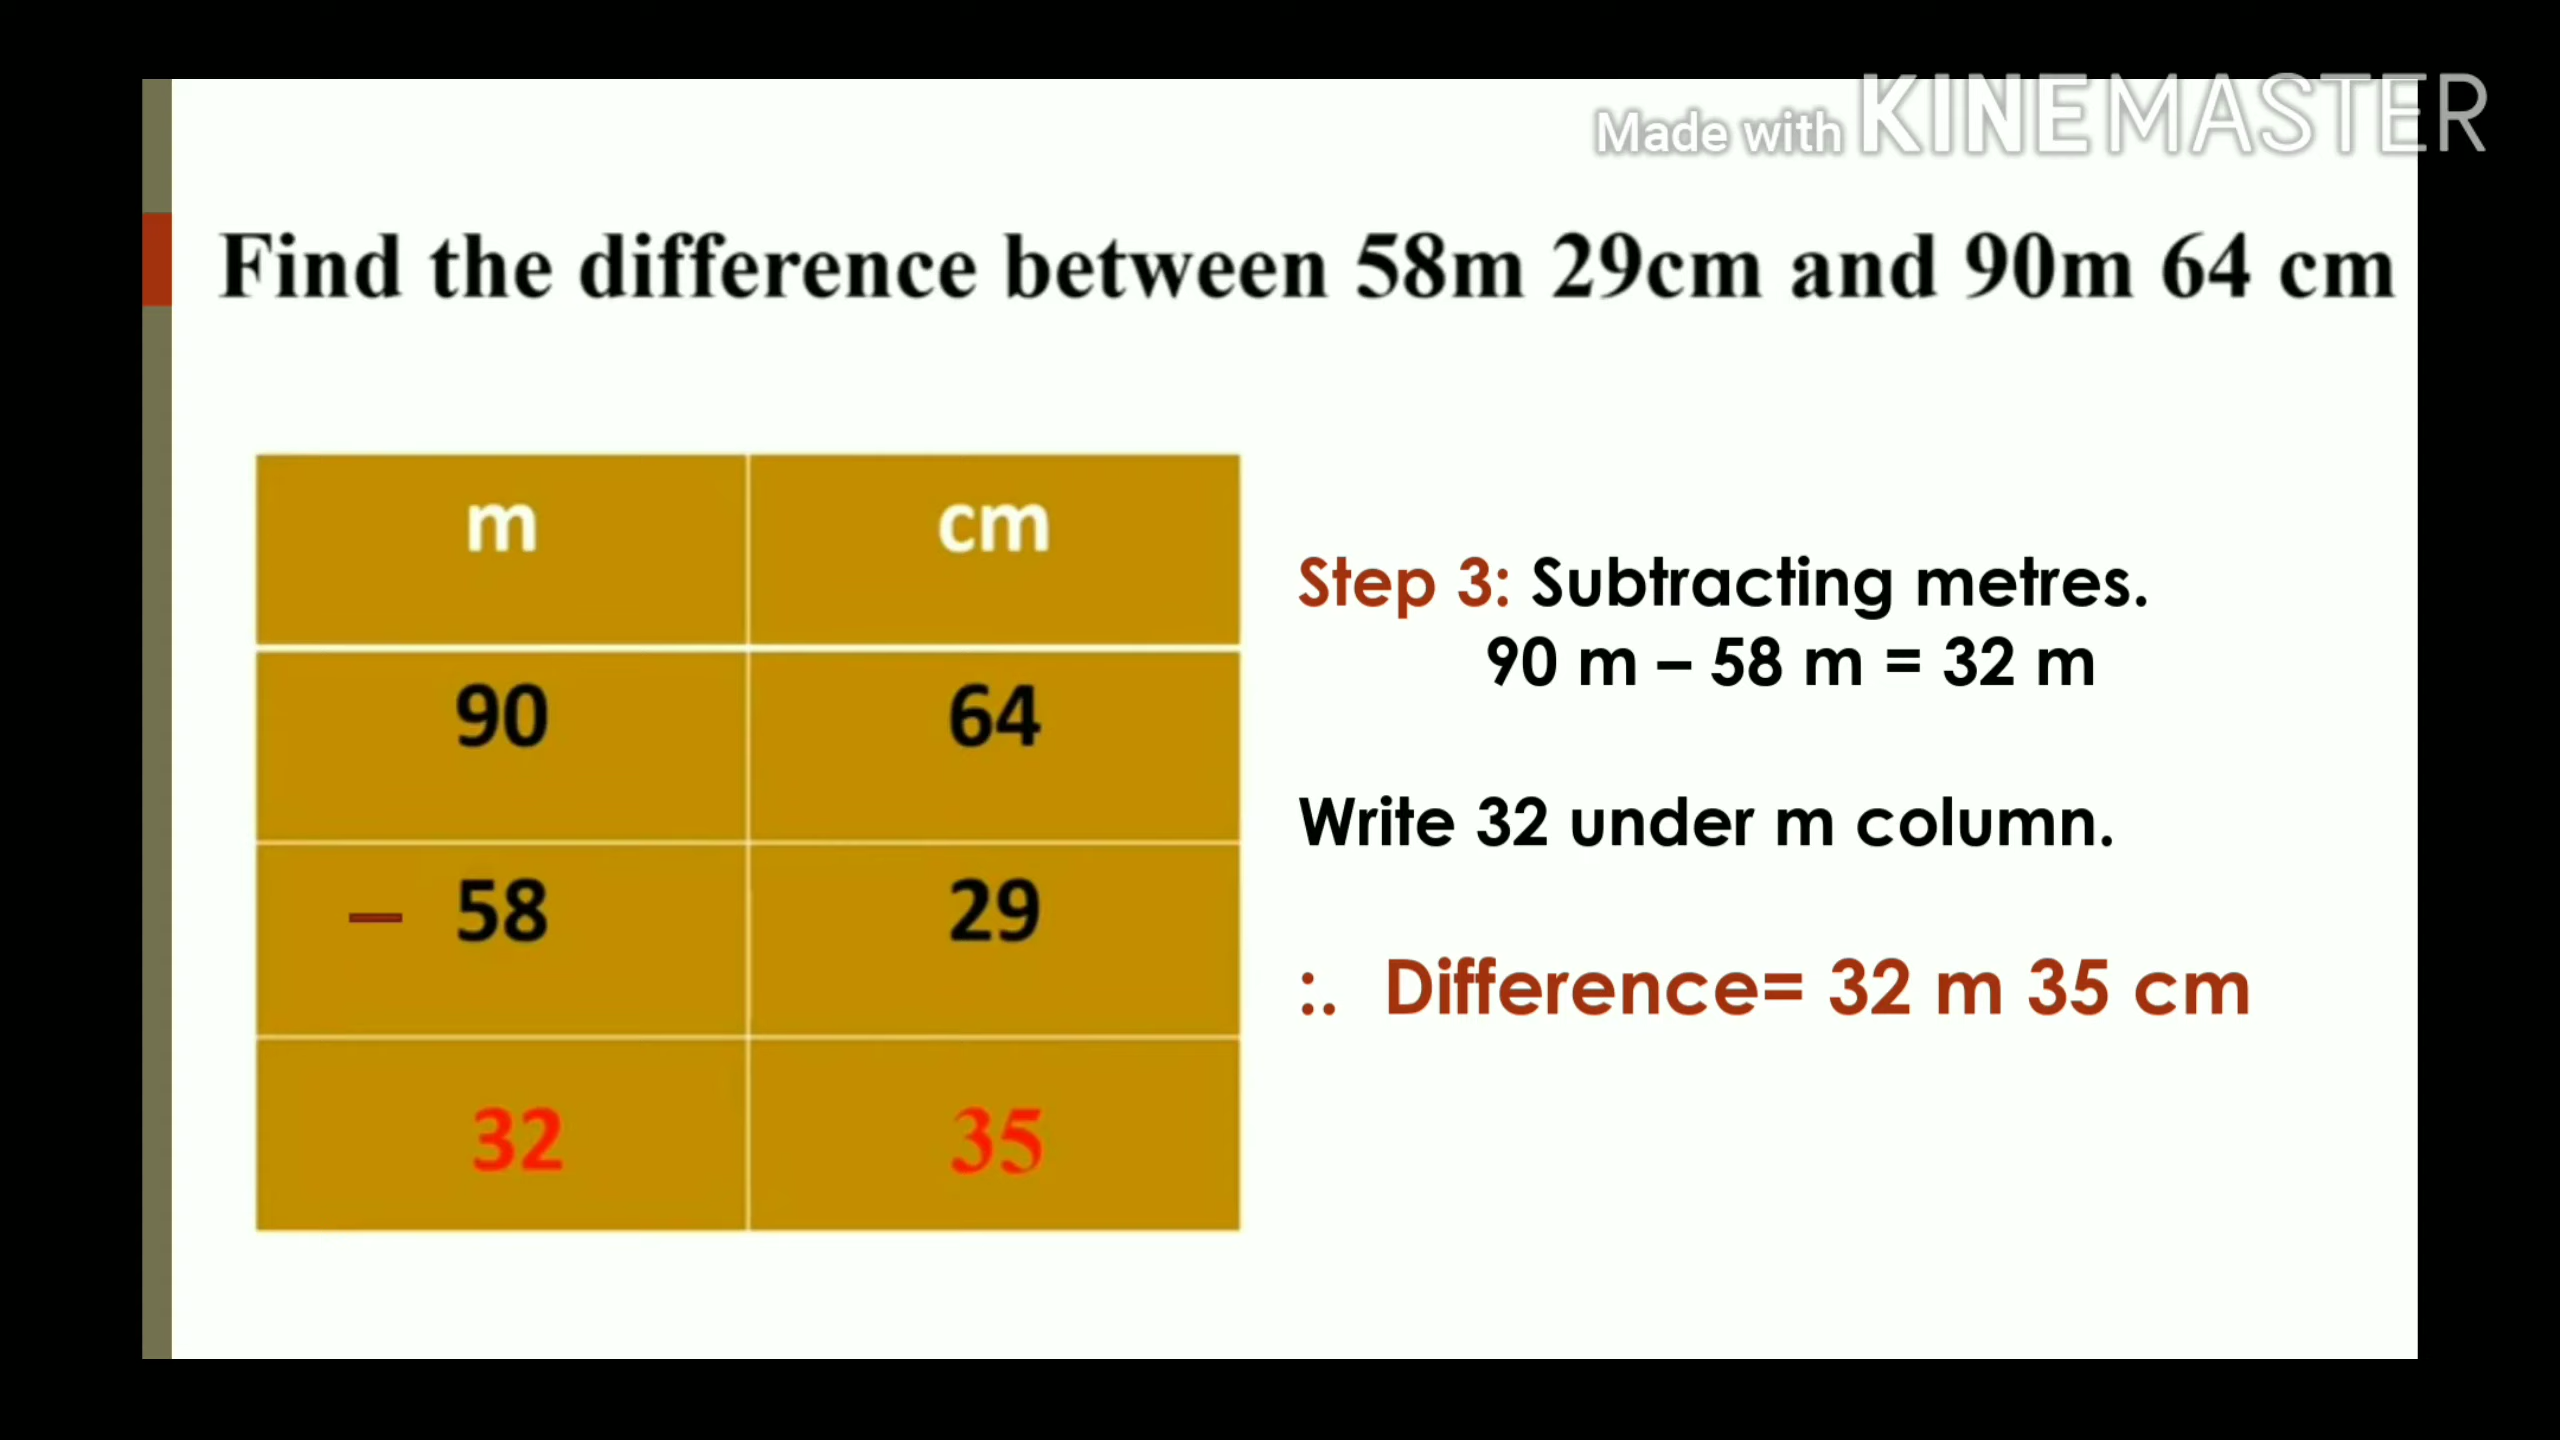 Made with KINEMASTER
Find the difference between 58m 29cm and 90m 64 cm
m cm
90 64
– 58 29
32 35
Step 3: Subtracting metres.
90 m – 58 m = 32 m
Write 32 under m column.
:. Difference= 32 m 35 cm